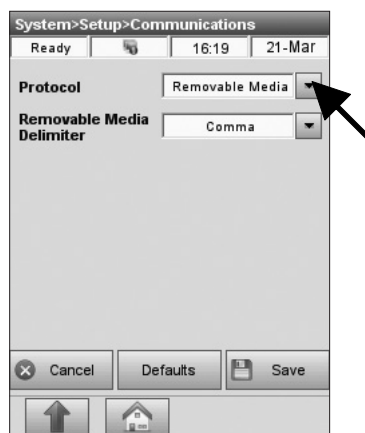 System>Setup>Communications
Ready 16:19 21-Mar
Protocol Removable Media
Removable Media Comma
Delimiter
Cancel Defaults Save